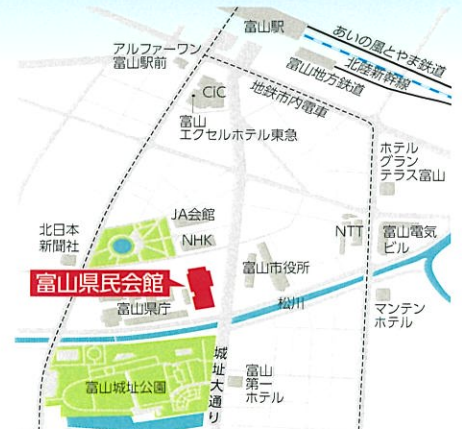 富山駅
あいの風とやま鉄道
北陸新幹線
富山地方鉄道
アルファーワン
富山駅前
CiC
地鉄市内電車
富山
エクセルホテル東急
ホテル
グラン
テラス富山
JA会館
北日本
新聞社
NHK
NTT
富山電気
ビル
富山県民会館
富山市役所
富山県庁
松川
マンテン
ホテル
城址大通り
富山城址公園
富山
第一
ホテル